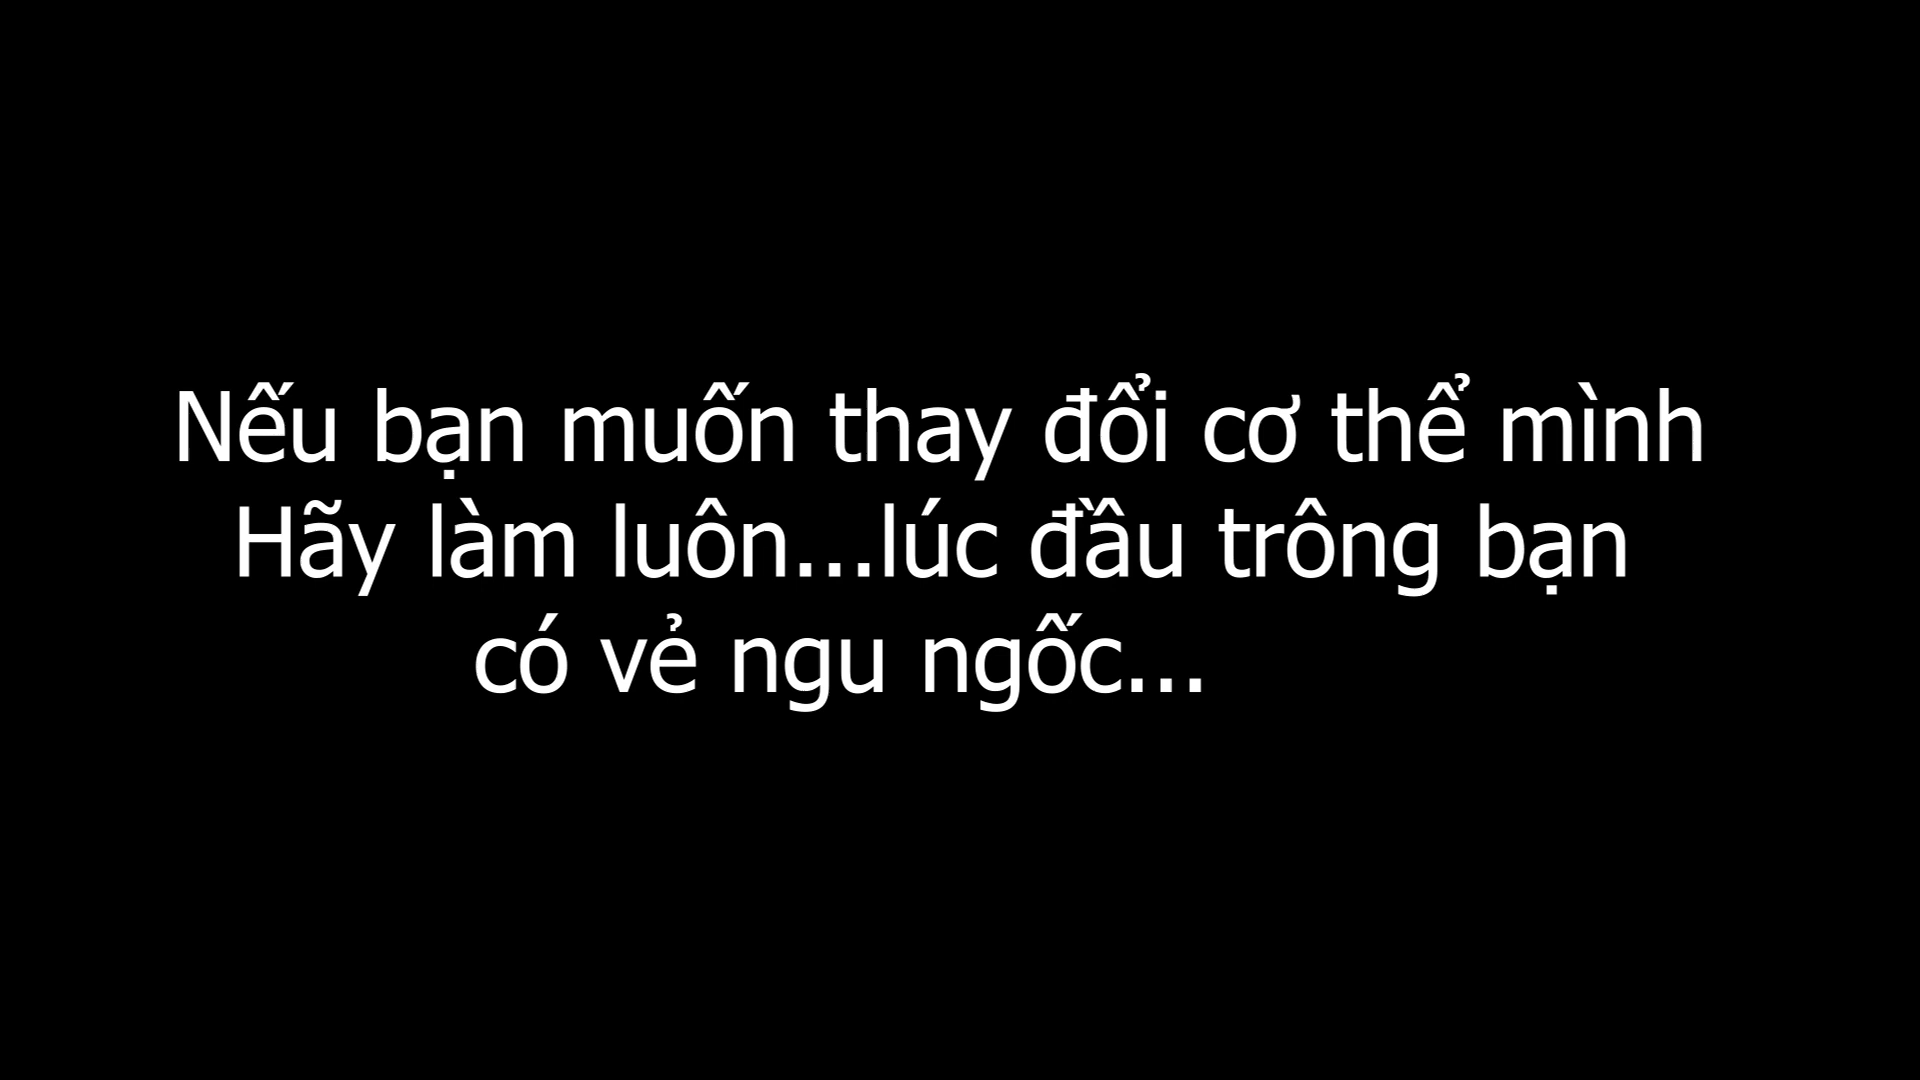 Nếu bạn muốn thay đổi cơ thể mình
Hãy làm luôn...lúc đầu trông bạn
có vẻ ngu ngốc...